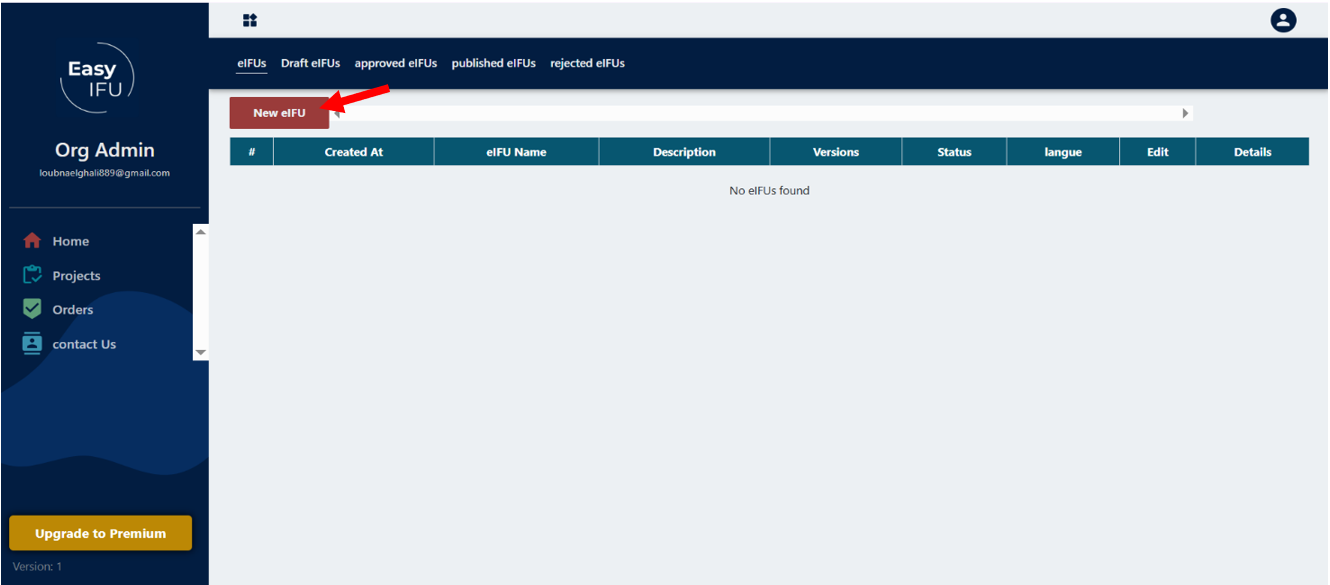 Easy
IFU
Org Admin
loubnaelghali889@gmail.com
Home
Projects
Orders
contact Us
Upgrade to Premium
Version: 1
eIFUs Draft eIFUs approved eIFUs published eIFUs rejected eIFUs
New eIFU
# Created At eIFU Name Description Versions Status langue Edit Details
No eIFUs found